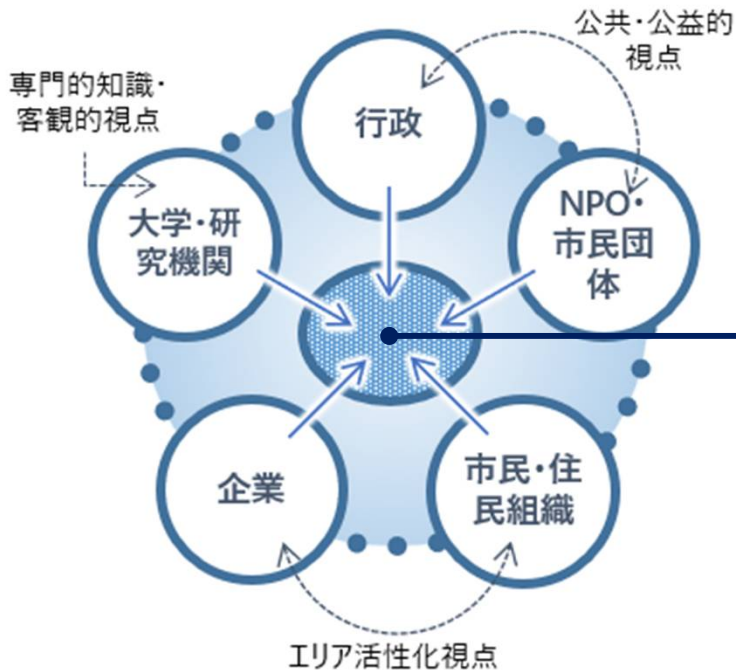 公共・公益的
視点
専門的知識・
客観的視点
行政
大学・研
究機関
NPO・
市民団
体
企業
市民・住
民組織
エリア活性化視点